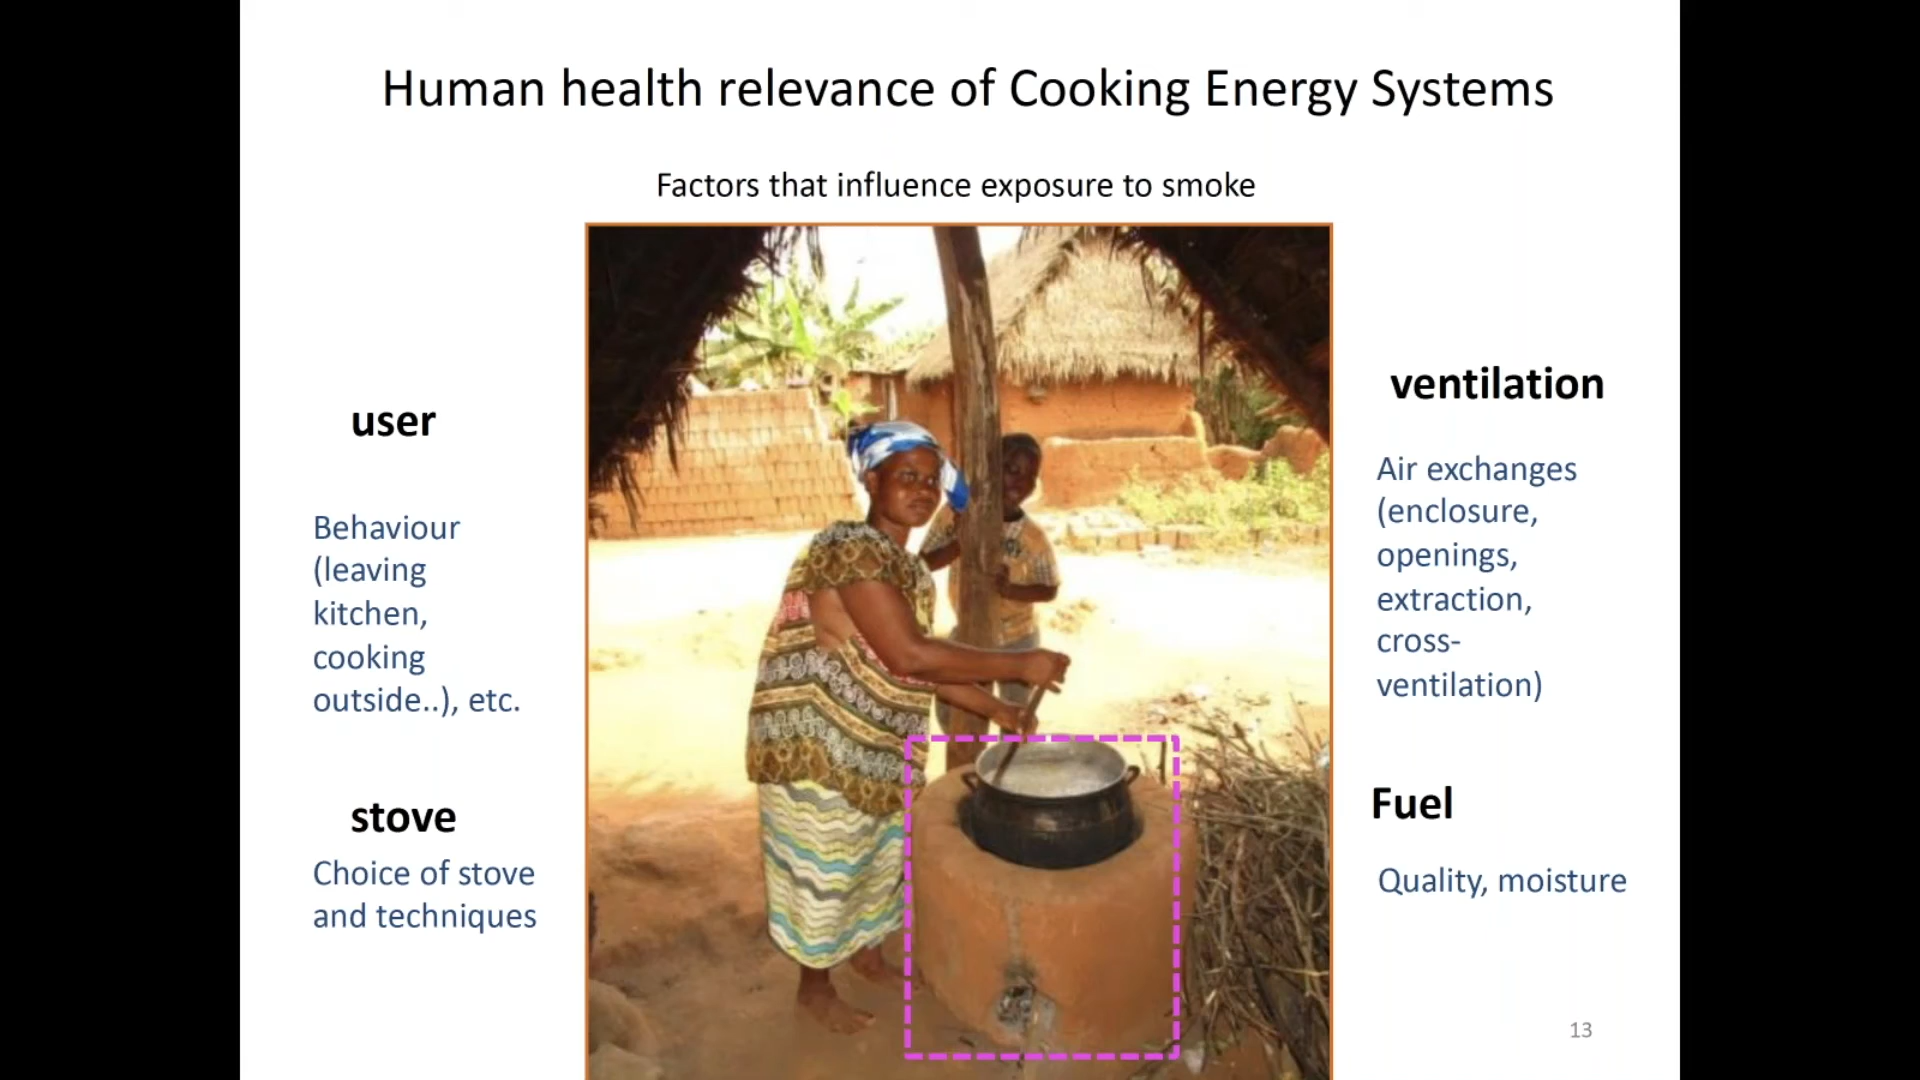 Human health relevance of Cooking Energy Systems
Factors that influence exposure to smoke
user
Behaviour
(leaving
kitchen,
cooking
outside..), etc.
stove
Choice of stove
and techniques
ventilation
Air exchanges
(enclosure,
openings,
extraction,
cross-
ventilation)
Fuel
Quality, moisture
13